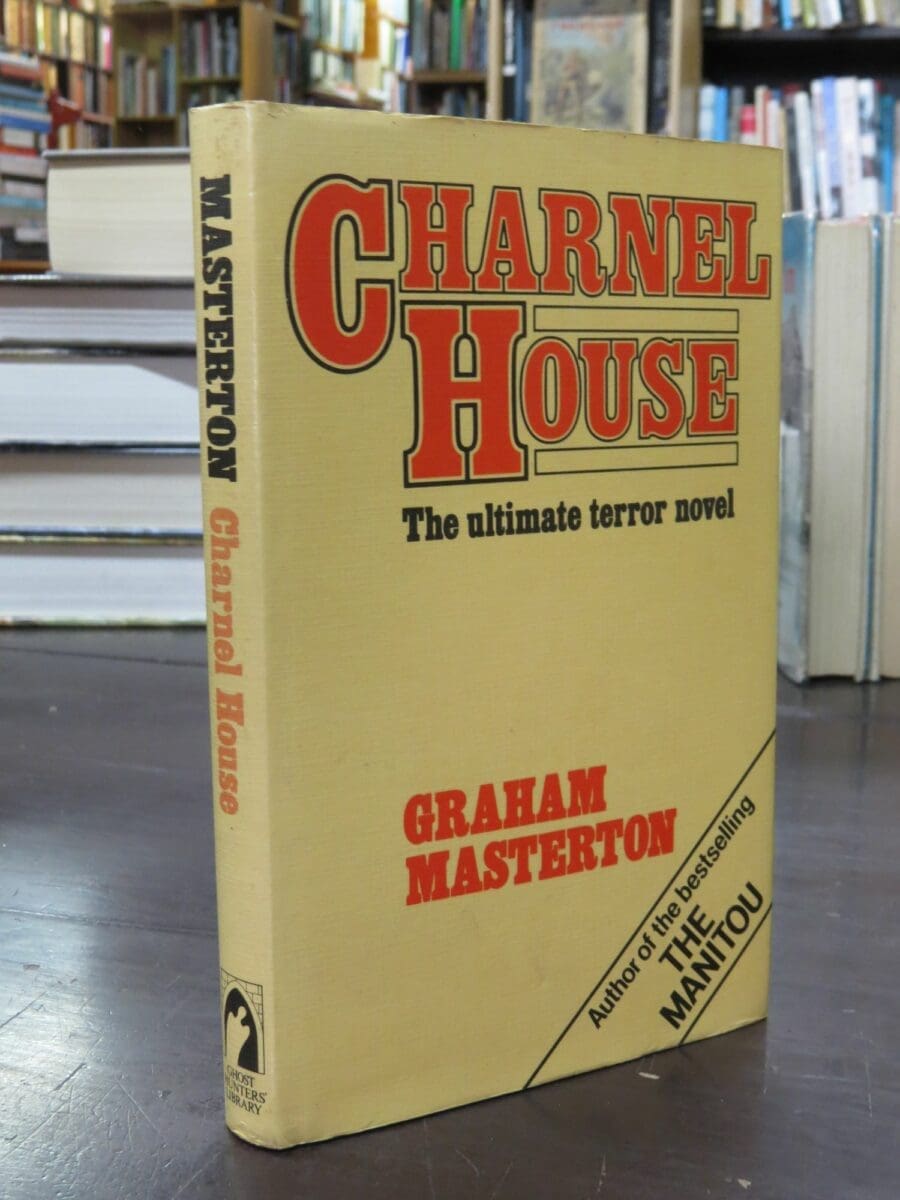 CHARNEL
HOUSE
The ultimate terror novel
GRAHAM
MASTERTON
Author of the bestselling
THE
MANITOU
MASTERTON Charnel House
GHOST
HUNTERS'
LIBRARY